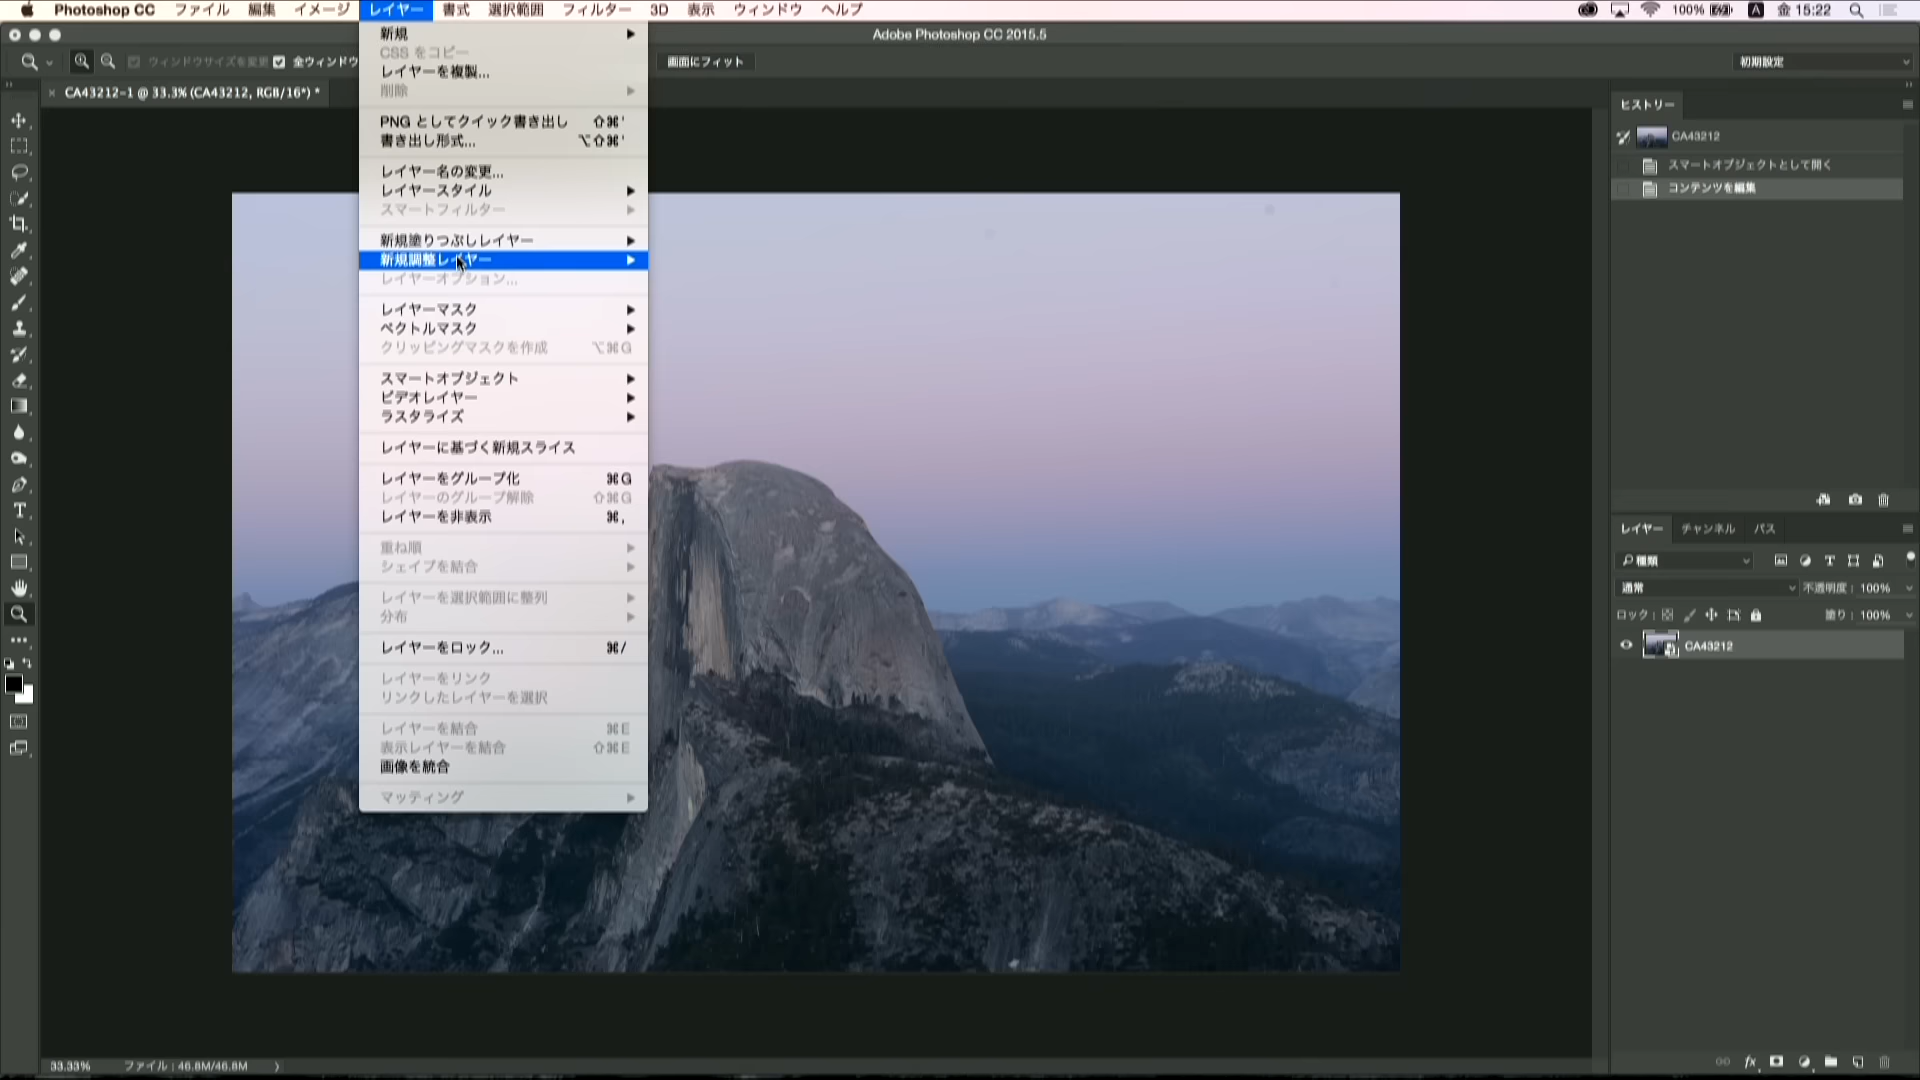 Photoshop CC ファイル 編集 イメージ レイヤー 書式 選択範囲 フィルター 3D 表示 ウィンドウ ヘルプ 100% A 金 15:22
Adobe Photoshop CC 2015.5
ウィンドウサイズを変更 全ウィンドウ 画面にフィット 初期設定
× CA43212-1 @ 33.3% (CA43212, RGB/16*) *
新規
CSS をコピー
レイヤーを複製...
削除
PNG としてクイック書き出し ⇧⌘'
書き出し形式... ⌥⇧⌘'
レイヤー名の変更...
レイヤースタイル
スマートフィルター
新規塗りつぶしレイヤー
新規調整レイヤー
レイヤーオプション...
レイヤーマスク
ベクトルマスク
クリッピングマスクを作成 ⌥⌘G
スマートオブジェクト
ビデオレイヤー
ラスタライズ
レイヤーに基づく新規スライス
レイヤーをグループ化 ⌘G
レイヤーのグループ解除 ⇧⌘G
レイヤーを非表示 ⌘,
重ね順
シェイプを結合
レイヤーを選択範囲に整列
分布
レイヤーをロック... ⌘/
レイヤーをリンク
リンクしたレイヤーを選択
レイヤーを結合 ⌘E
表示レイヤーを結合 ⇧⌘E
画像を統合
マッティング
ヒストリー
CA43212
スマートオブジェクトとして開く
コンテンツを編集
レイヤー チャンネル パス
種類
通常 不透明度: 100%
ロック: 塗り: 100%
CA43212
fx
33.33% ファイル: 46.8M/46.8M